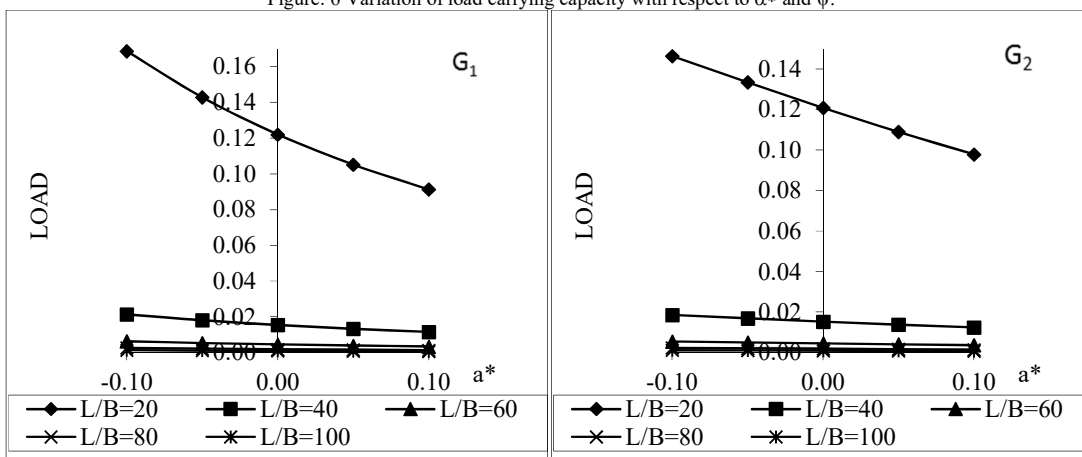 Figure: 6 Variation of load carrying capacity with respect to α* and ψ.
G1
LOAD
0.16
0.14
0.12
0.10
0.08
0.06
0.04
0.02
0.00
-0.10 0.00 0.10 a*
L/B=20 L/B=40 L/B=60
L/B=80 L/B=100
G2
LOAD
0.14
0.12
0.10
0.08
0.06
0.04
0.02
0.00
-0.10 0.00 0.10 a*
L/B=20 L/B=40 L/B=60
L/B=80 L/B=100